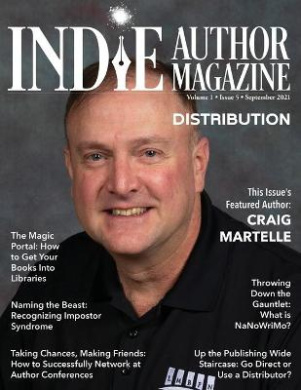 INDIE AUTHOR
MAGAZINE
Volume 1 • Issue 5 • September 2021
DISTRIBUTION
This Issue's
Featured Author:
CRAIG
MARTELLE
The Magic
Portal: How
to Get Your
Books Into
Libraries
Naming the Beast:
Recognizing Impostor
Syndrome
Taking Chances, Making Friends:
How to Successfully Network at
Author Conferences
Throwing
Down the
Gauntlet:
What is
NaNoWriMo?
Up the Publishing Wide
Staircase: Go Direct or
Use a Distributor?